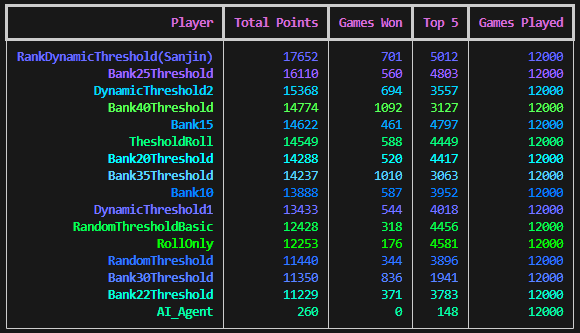 Player Total Points Games Won Top 5 Games Played
RankDynamicThreshold(Sanjin) 17652 701 5012 12000
Bank25Threshold 16110 560 4803 12000
DynamicThreshold2 15368 694 3557 12000
Bank40Threshold 14774 1092 3127 12000
Bank15 14622 461 4797 12000
ThesholdRoll 14549 588 4449 12000
Bank20Threshold 14288 520 4417 12000
Bank35Threshold 14237 1010 3063 12000
Bank10 13888 587 3952 12000
DynamicThreshold1 13433 544 4018 12000
RandomThresholdBasic 12428 318 4456 12000
RollOnly 12253 176 4581 12000
RandomThreshold 11440 344 3896 12000
Bank30Threshold 11350 836 1941 12000
Bank22Threshold 11229 371 3783 12000
AI_Agent 260 0 148 12000